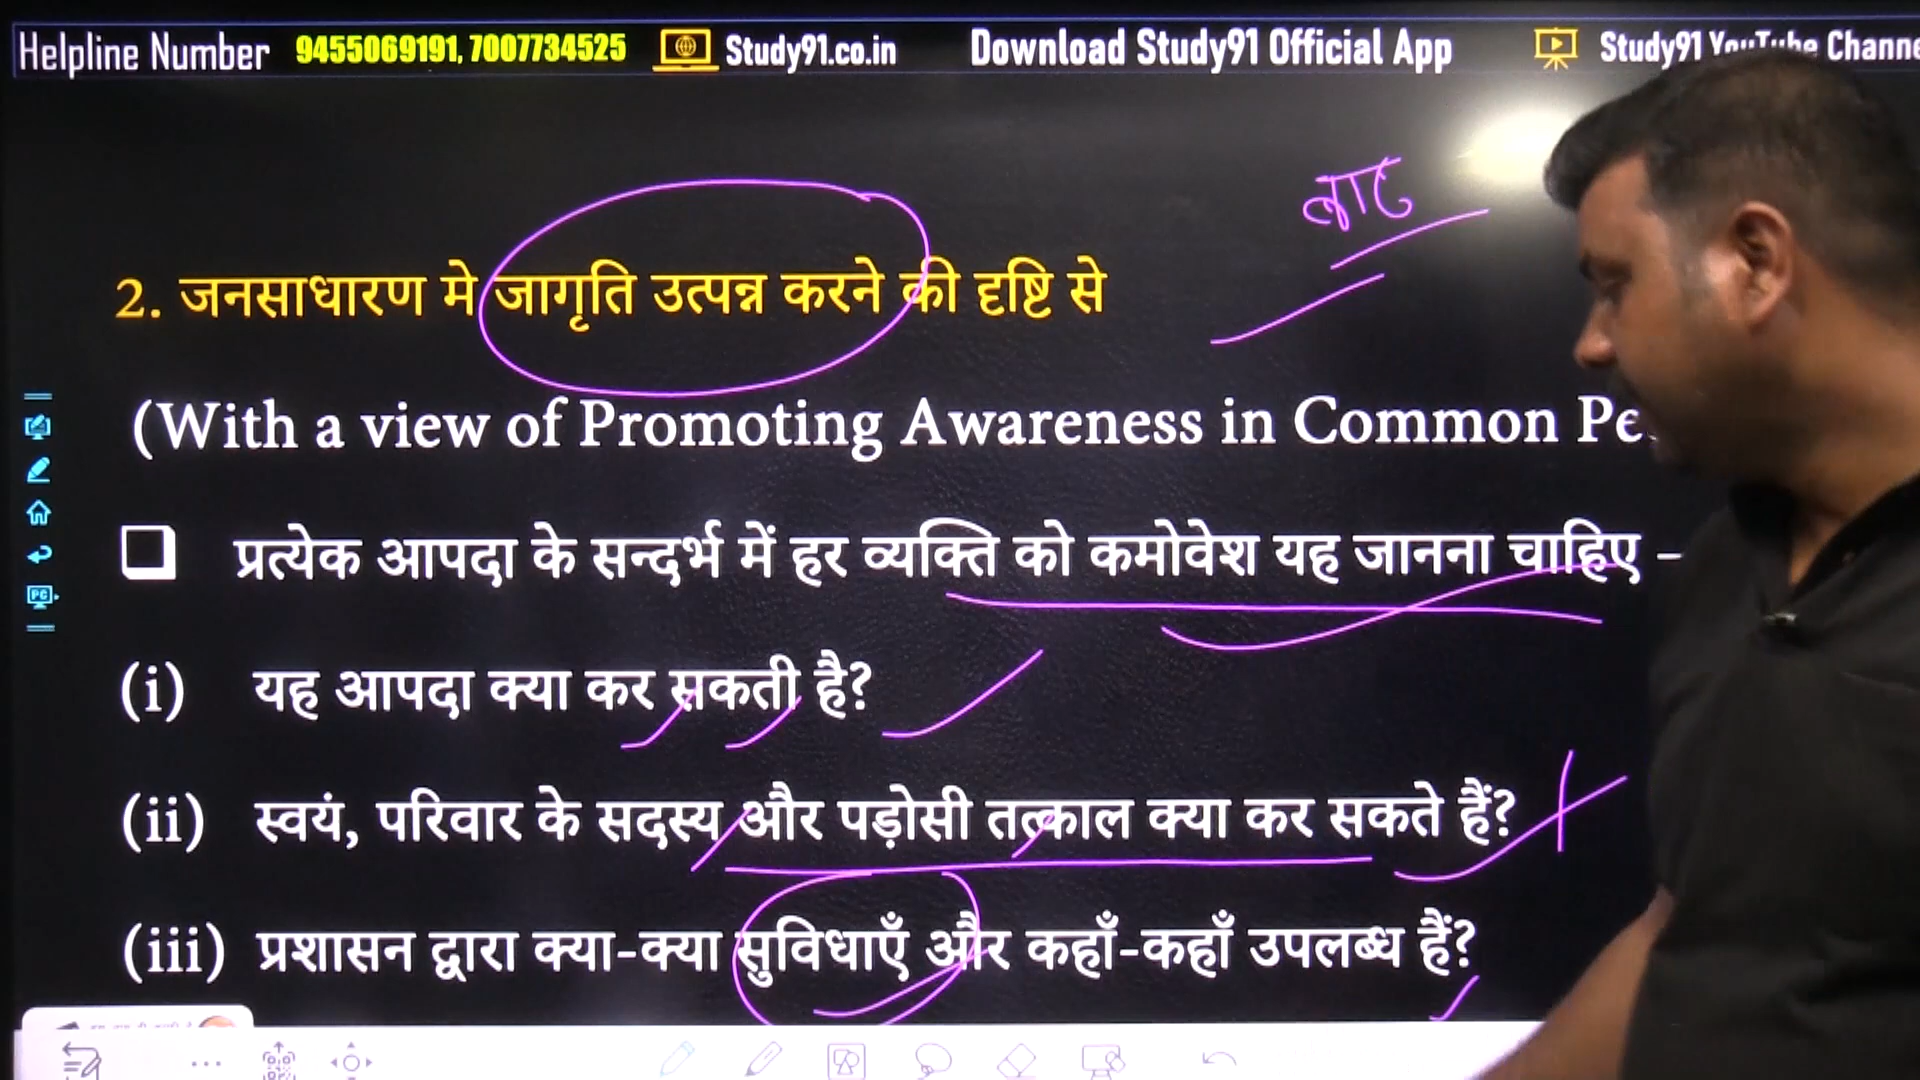 Helpline Number 9455069191, 7007734525 Study91.co.in Download Study91 Official App Study91 YouTube Channe
बाढ
2. जनसाधारण मे जागृति उत्पन्न करने की दृष्टि से
(With a view of Promoting Awareness in Common Pe
प्रत्येक आपदा के सन्दर्भ में हर व्यक्ति को कमोवेश यह जानना चाहिए –
(i) यह आपदा क्या कर सकती है?
(ii) स्वयं, परिवार के सदस्य और पड़ोसी तत्काल क्या कर सकते हैं?
(iii) प्रशासन द्वारा क्या-क्या सुविधाएँ और कहाँ-कहाँ उपलब्ध हैं?